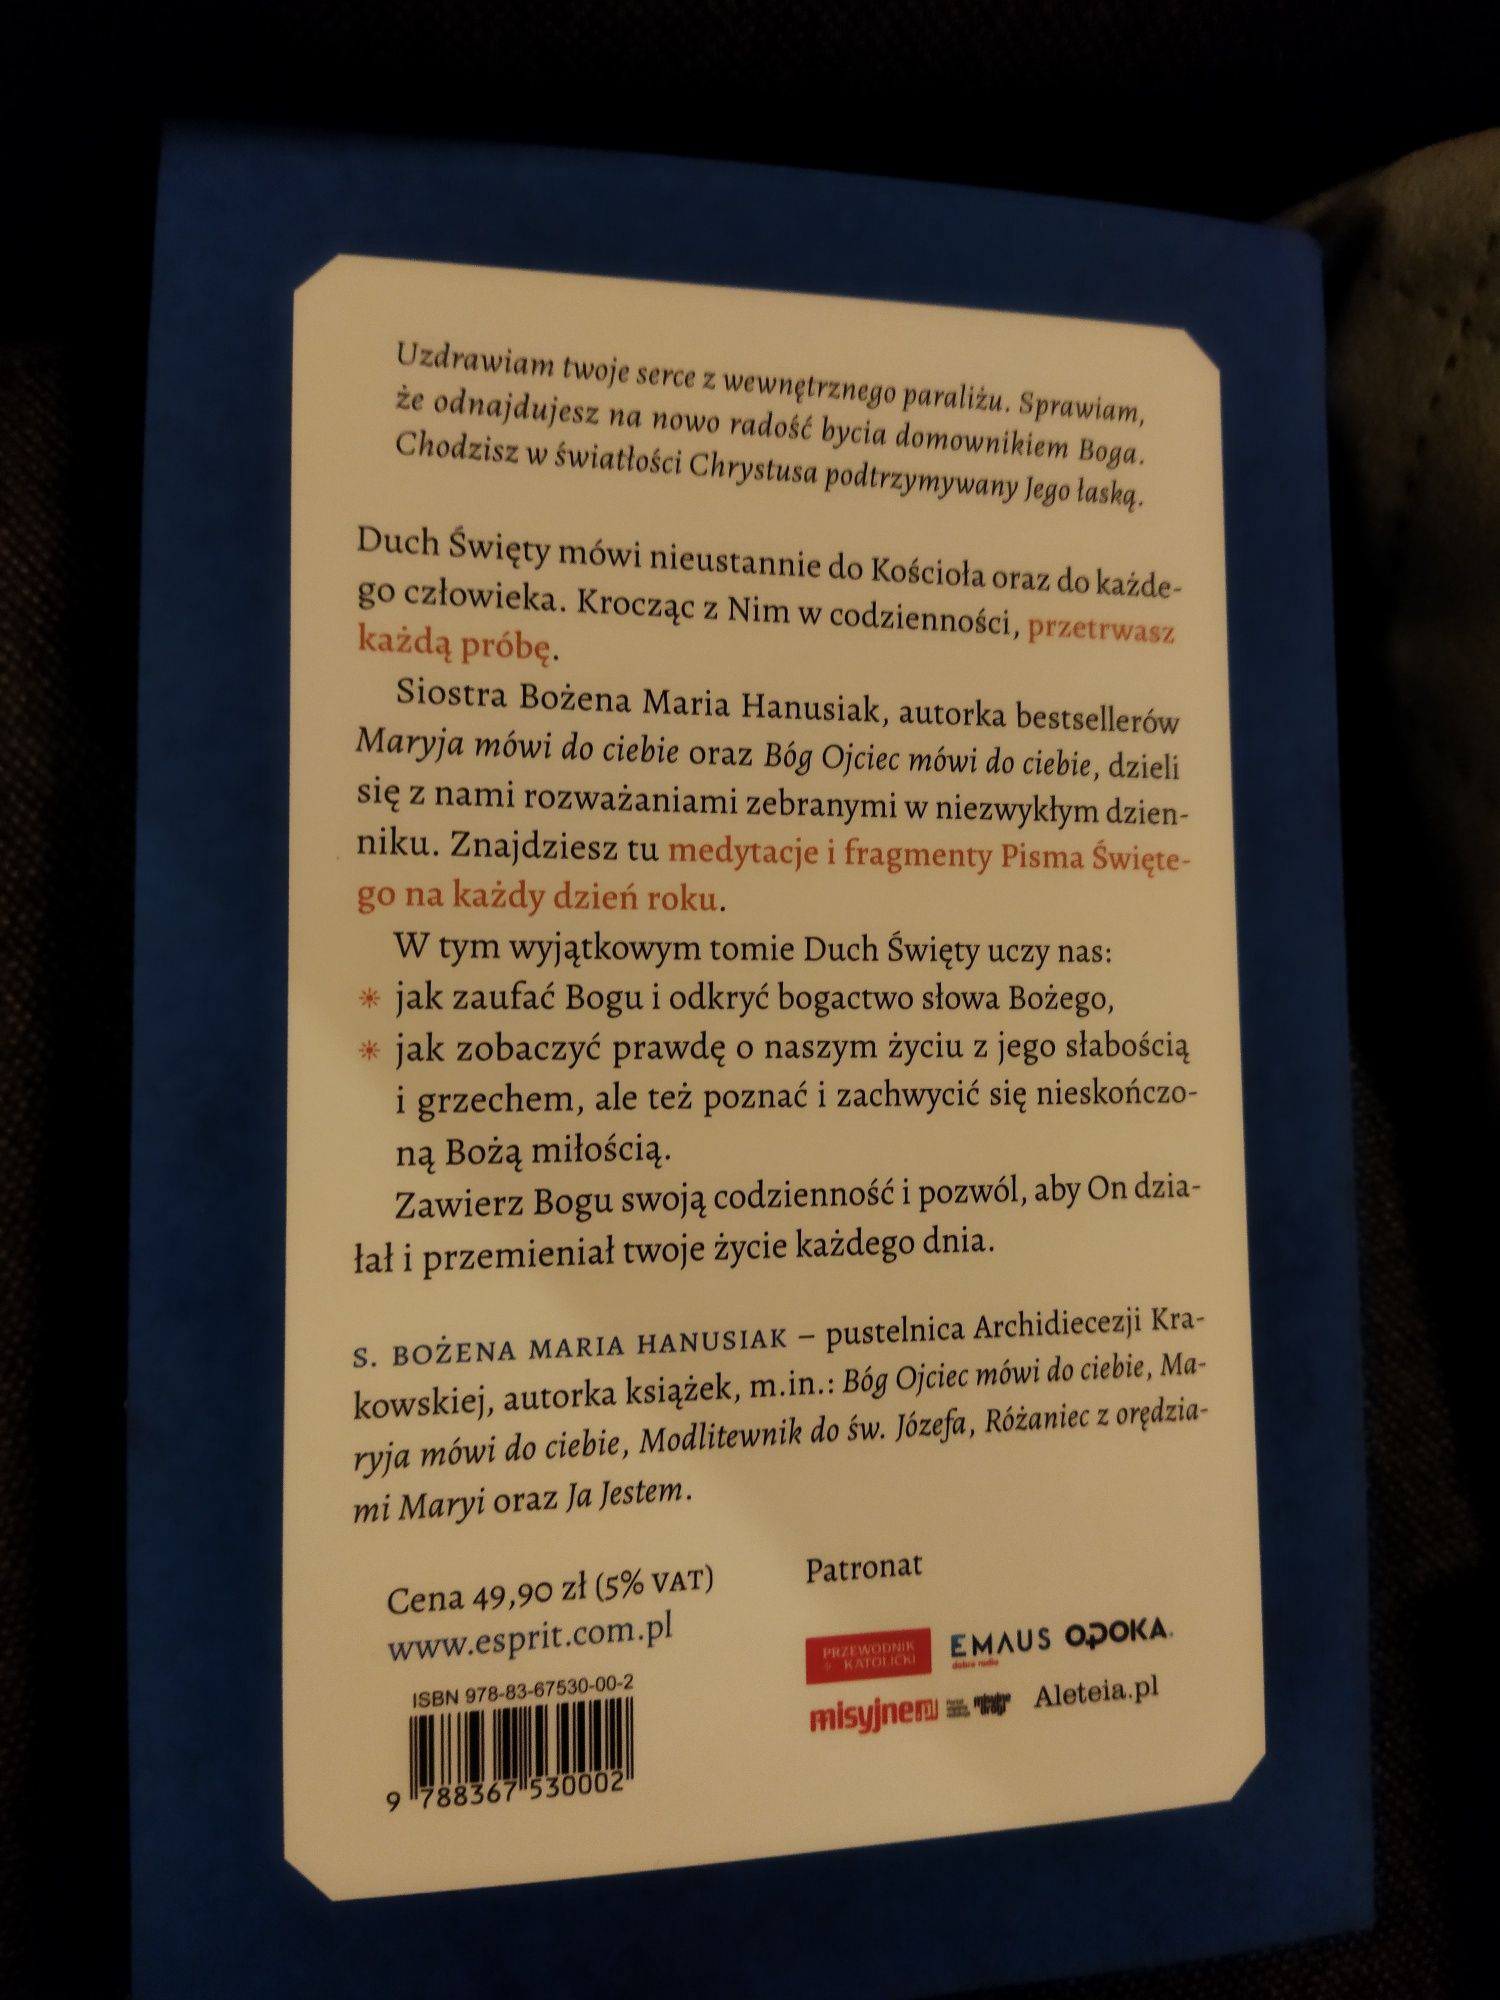 Uzdrawiam twoje serce z wewnętrznego paraliżu. Sprawiam,
że odnajdujesz na nowo radość bycia domownikiem Boga.
Chodzisz w światłości Chrystusa podtrzymywany Jego łaską.
Duch Święty mówi nieustannie do Kościoła oraz do każde-
go człowieka. Krocząc z Nim w codzienności, przetrwasz
każdą próbę.
Siostra Bożena Maria Hanusiak, autorka bestsellerów
Maryja mówi do ciebie oraz Bóg Ojciec mówi do ciebie, dzieli
się z nami rozważaniami zebranymi w niezwykłym dzien-
niku. Znajdziesz tu medytacje i fragmenty Pisma Święte-
go na każdy dzień roku.
W tym wyjątkowym tomie Duch Święty uczy nas:
jak zaufać Bogu i odkryć bogactwo słowa Bożego,
jak zobaczyć prawdę o naszym życiu z jego słabością
i grzechem, ale też poznać i zachwycić się nieskończo-
ną Bożą miłością.
Zawierz Bogu swoją codzienność i pozwól, aby On dzia-
łał i przemieniał twoje życie każdego dnia.
S. BOŻENA MARIA HANUSIAK – pustelnica Archidiecezji Kra-
kowskiej, autorka książek, m.in.: Bóg Ojciec mówi do ciebie, Ma-
ryja mówi do ciebie, Modlitewnik do św. Józefa, Różaniec z orędzia-
mi Maryi oraz Ja Jestem.
Cena 49,90 zł (5% VAT)
www.esprit.com.pl
ISBN 978-83-67530-00-2
9 788367 530002
Patronat
PRZEWODNIK
KATOLICKI
EMAUS
dobre radio
OPOKA
misyjne
misyjne
drogi
Aleteia.pl